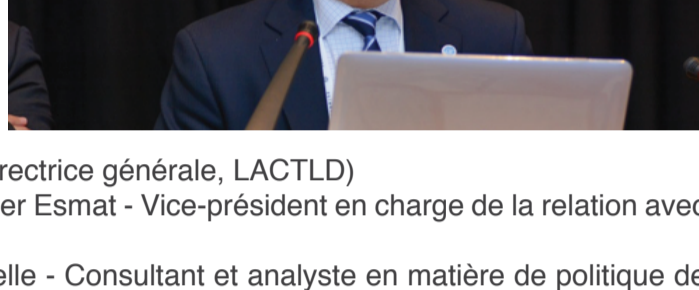 rectrice générale, LACTLD)
er Esmat - Vice-président en charge de la relation avec
elle - Consultant et analyste en matière de politique de